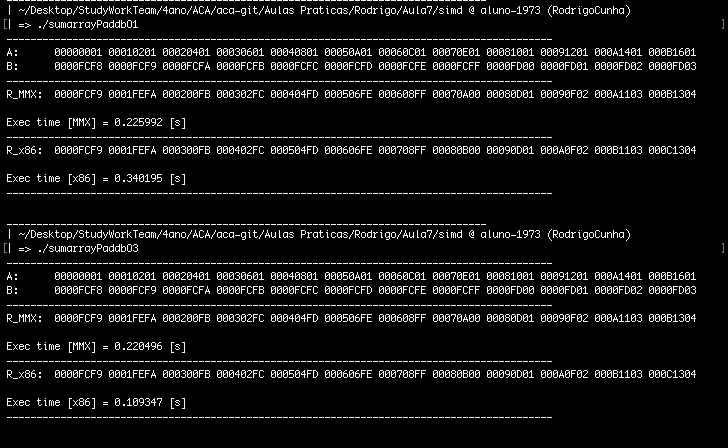 | ~/Desktop/StudyWorkTeam/4ano/ACA/aca-git/Aulas Praticas/Rodrigo/Aula7/simd @ aluno-1973 (RodrigoCunha)
[| => ./sumarrayPaddbO1 ]
A: 00000001 00010201 00020401 00030601 00040801 00050A01 00060C01 00070E01 00081001 00091201 000A1401 000B1601
B: 0000FCF8 0000FCF9 0000FCFA 0000FCFB 0000FCFC 0000FCFD 0000FCFE 0000FCFF 0000FD00 0000FD01 0000FD02 0000FD03
R_MMX: 0000FCF9 0001FEFA 000200FB 000302FC 000404FD 000506FE 000608FF 00070A00 00080D01 00090F02 000A1103 000B1304
Exec time [MMX] = 0.225992 [s]
R_x86: 0000FCF9 0001FEFA 000300FB 000402FC 000504FD 000606FE 000708FF 00080B00 00090D01 000A0F02 000B1103 000C1304
Exec time [x86] = 0.340195 [s]
| ~/Desktop/StudyWorkTeam/4ano/ACA/aca-git/Aulas Praticas/Rodrigo/Aula7/simd @ aluno-1973 (RodrigoCunha)
[| => ./sumarrayPaddbO3 ]
A: 00000001 00010201 00020401 00030601 00040801 00050A01 00060C01 00070E01 00081001 00091201 000A1401 000B1601
B: 0000FCF8 0000FCF9 0000FCFA 0000FCFB 0000FCFC 0000FCFD 0000FCFE 0000FCFF 0000FD00 0000FD01 0000FD02 0000FD03
R_MMX: 0000FCF9 0001FEFA 000200FB 000302FC 000404FD 000506FE 000608FF 00070A00 00080D01 00090F02 000A1103 000B1304
Exec time [MMX] = 0.220496 [s]
R_x86: 0000FCF9 0001FEFA 000300FB 000402FC 000504FD 000606FE 000708FF 00080B00 00090D01 000A0F02 000B1103 000C1304
Exec time [x86] = 0.109347 [s]